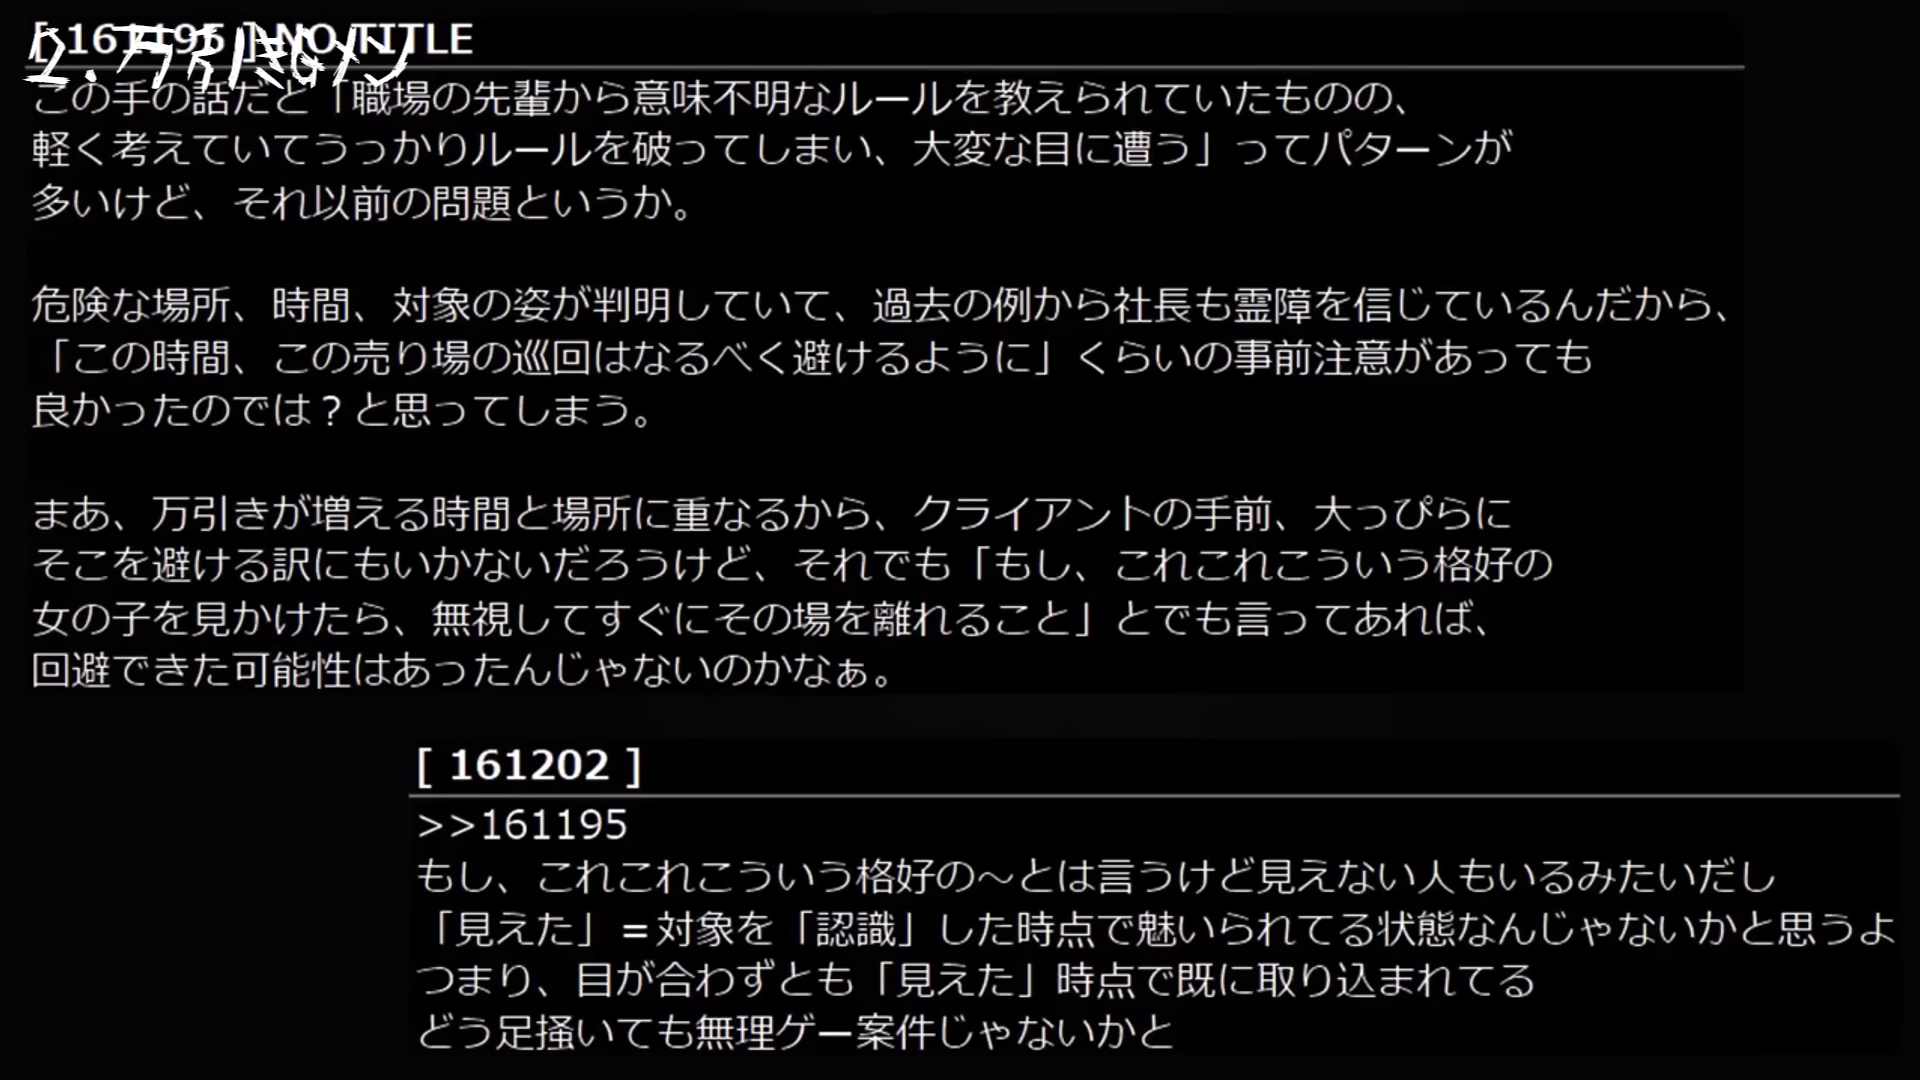 [ 161195 ] NO TITLE
2.万引きGメン
この手の話だと「職場の先輩から意味不明なルールを教えられていたものの、
軽く考えていてうっかりルールを破ってしまい、大変な目に遭う」ってパターンが
多いけど、それ以前の問題というか。
危険な場所、時間、対象の姿が判明していて、過去の例から社長も霊障を信じているんだから、
「この時間、この売り場の巡回はなるべく避けるように」くらいの事前注意があっても
良かったのでは？と思ってしまう。
まあ、万引きが増える時間と場所に重なるから、クライアントの手前、大っぴらに
そこを避ける訳にもいかないだろうけど、それでも「もし、これこれこういう格好の
女の子を見かけたら、無視してすぐにその場を離れること」とでも言ってあれば、
回避できた可能性はあったんじゃないのかなぁ。
[ 161202 ]
>>161195
もし、これこれこういう格好の～とは言うけど見えない人もいるみたいだし
「見えた」＝対象を「認識」した時点で魅いられてる状態なんじゃないかと思うよ
つまり、目が合わずとも「見えた」時点で既に取り込まれてる
どう足掻いても無理ゲー案件じゃないかと